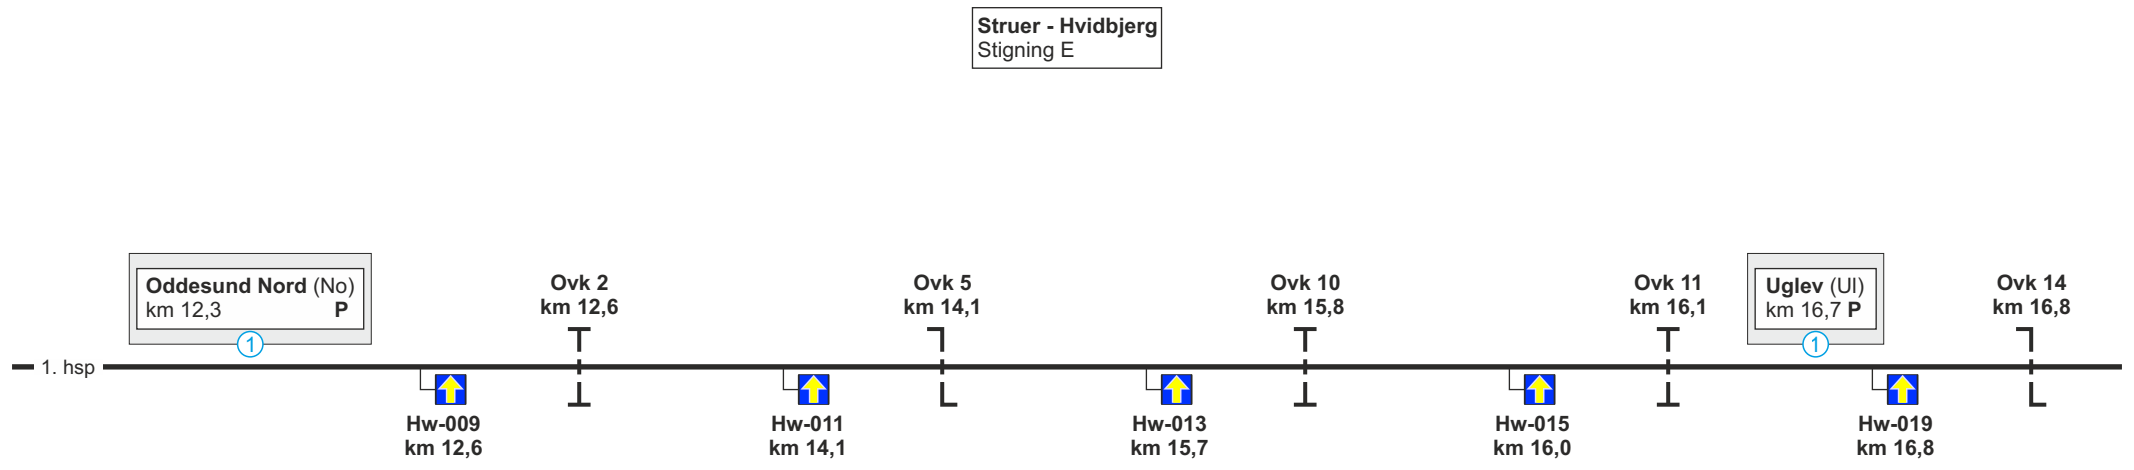 Struer - Hvidbjerg
Stigning E
Oddesund Nord (No)
km 12,3 P
1
Ovk 2
km 12,6
Ovk 5
km 14,1
Ovk 10
km 15,8
Ovk 11
km 16,1
Uglev (Ul)
km 16,7 P
1
Ovk 14
km 16,8
1. hsp
Hw-009
km 12,6
Hw-011
km 14,1
Hw-013
km 15,7
Hw-015
km 16,0
Hw-019
km 16,8